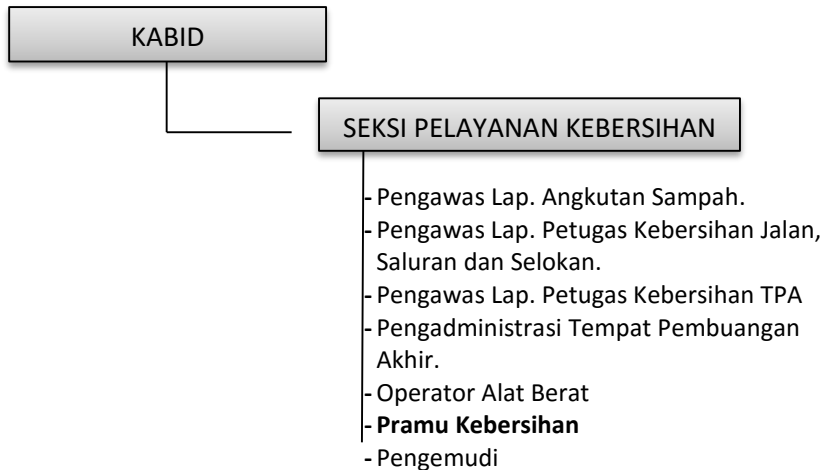 KABID
SEKSI PELAYANAN KEBERSIHAN
- Pengawas Lap. Angkutan Sampah.
- Pengawas Lap. Petugas Kebersihan Jalan,
Saluran dan Selokan.
- Pengawas Lap. Petugas Kebersihan TPA
- Pengadministrasi Tempat Pembuangan
Akhir.
- Operator Alat Berat
- Pramu Kebersihan
- Pengemudi